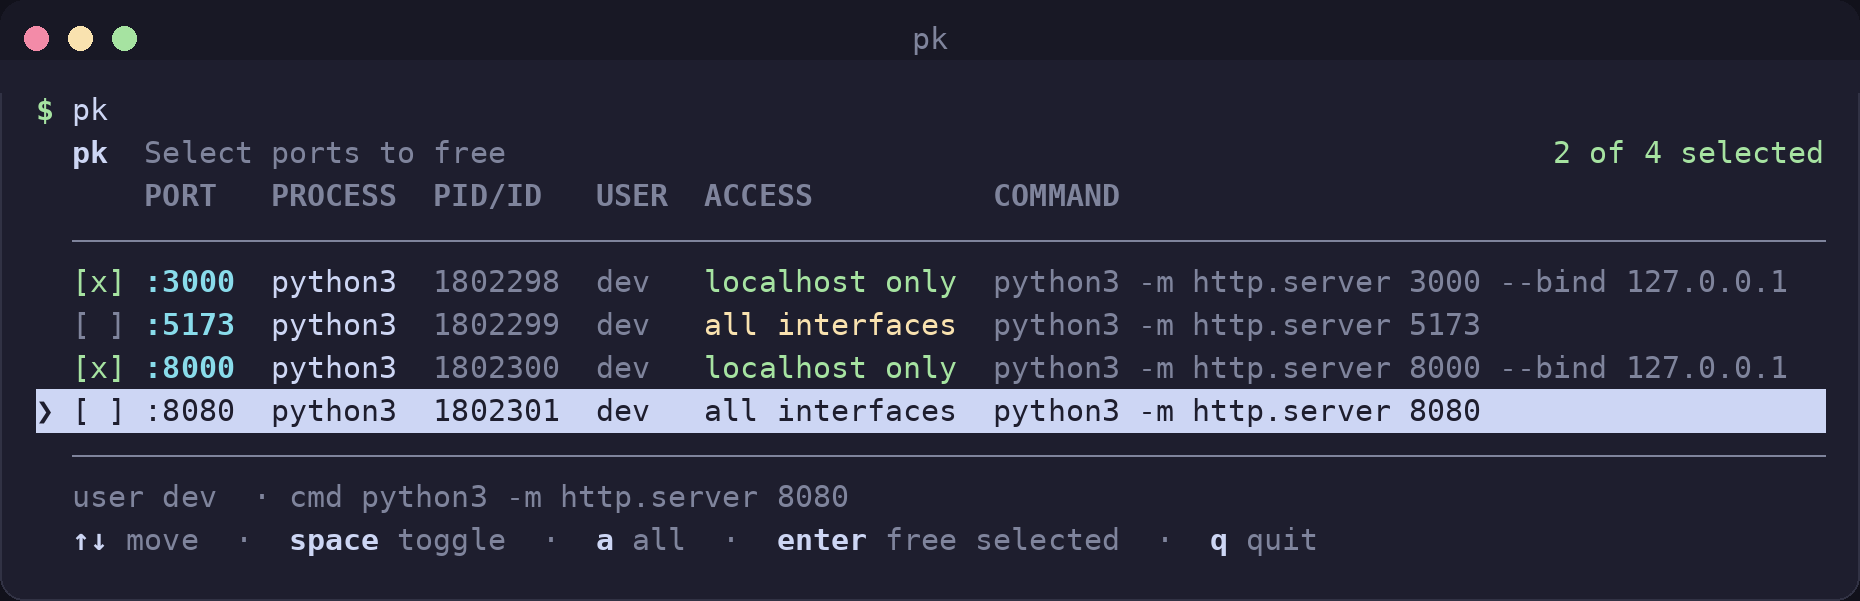 pk
$ pk
pk  Select ports to free  2 of 4 selected
PORT  PROCESS  PID/ID  USER  ACCESS  COMMAND
[x] :3000  python3  1802298  dev  localhost only  python3 -m http.server 3000 --bind 127.0.0.1
[ ] :5173  python3  1802299  dev  all interfaces  python3 -m http.server 5173
[x] :8000  python3  1802300  dev  localhost only  python3 -m http.server 8000 --bind 127.0.0.1
❯ [ ] :8080  python3  1802301  dev  all interfaces  python3 -m http.server 8080
user dev  · cmd python3 -m http.server 8080
↑↓ move  ·  space toggle  ·  a all  ·  enter free selected  ·  q quit